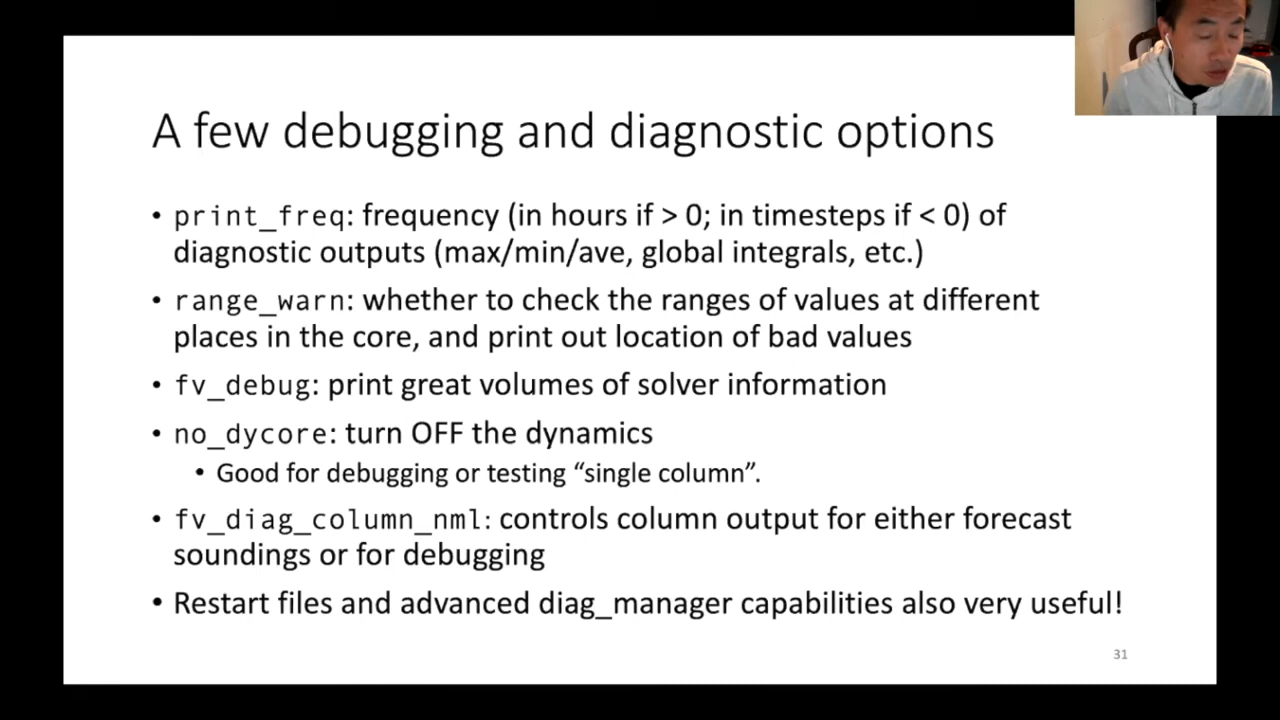 A few debugging and diagnostic options
• print_freq: frequency (in hours if > 0; in timesteps if < 0) of
diagnostic outputs (max/min/ave, global integrals, etc.)
• range_warn: whether to check the ranges of values at different
places in the core, and print out location of bad values
• fv_debug: print great volumes of solver information
• no_dycore: turn OFF the dynamics
• Good for debugging or testing “single column”.
• fv_diag_column_nml: controls column output for either forecast
soundings or for debugging
• Restart files and advanced diag_manager capabilities also very useful!
31